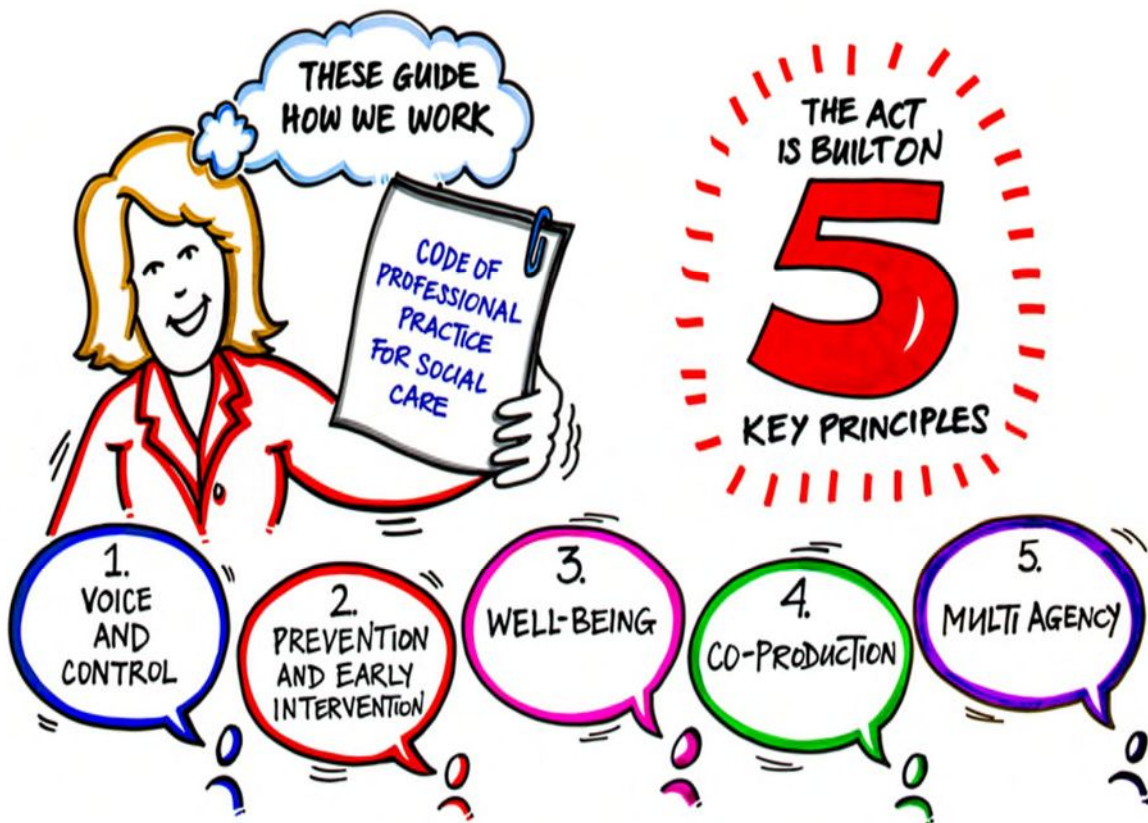 THESE GUIDE
HOW WE WORK
CODE OF
PROFESSIONAL
PRACTICE
FOR SOCIAL
CARE
THE ACT
IS BUILT ON
5
KEY PRINCIPLES
1.
VOICE
AND
CONTROL
2.
PREVENTION
AND EARLY
INTERVENTION
3.
WELL-BEING
4.
CO-PRODUCTION
5.
MULTI AGENCY